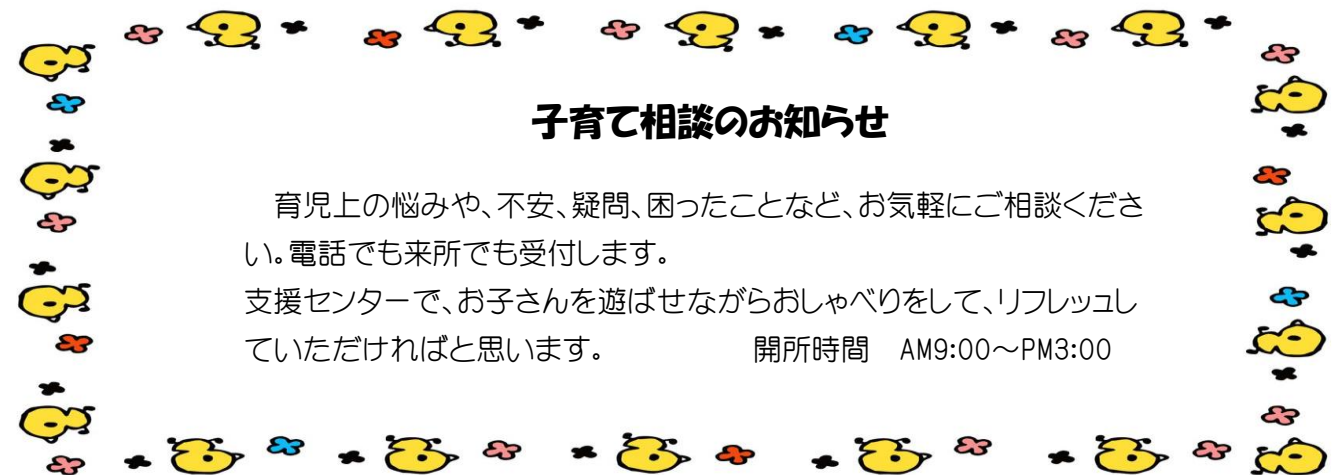 子育て相談のお知らせ
　育児上の悩みや、不安、疑問、困ったことなど、お気軽にご相談くださ
い。電話でも来所でも受付します。
支援センターで、お子さんを遊ばせながらおしゃべりをして、リフレッシュし
ていただければと思います。　　　　　開所時間　AM9:00～PM3:00